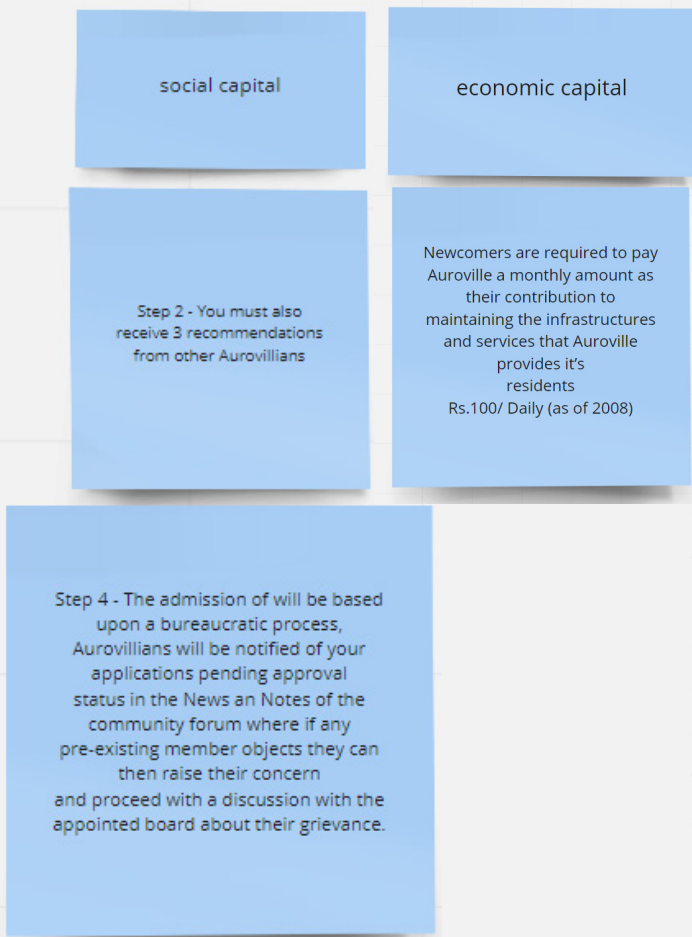 social capital
economic capital
Step 2 - You must also
receive 3 recommendations
from other Aurovillians
Newcomers are required to pay
Auroville a monthly amount as
their contribution to
maintaining the infrastructures
and services that Auroville
provides it’s
residents
Rs.100/ Daily (as of 2008)
Step 4 - The admission of will be based
upon a bureaucratic process,
Aurovillians will be notified of your
applications pending approval
status in the News an Notes of the
community forum where if any
pre-existing member objects they can
then raise their concern
and proceed with a discussion with the
appointed board about their grievance.